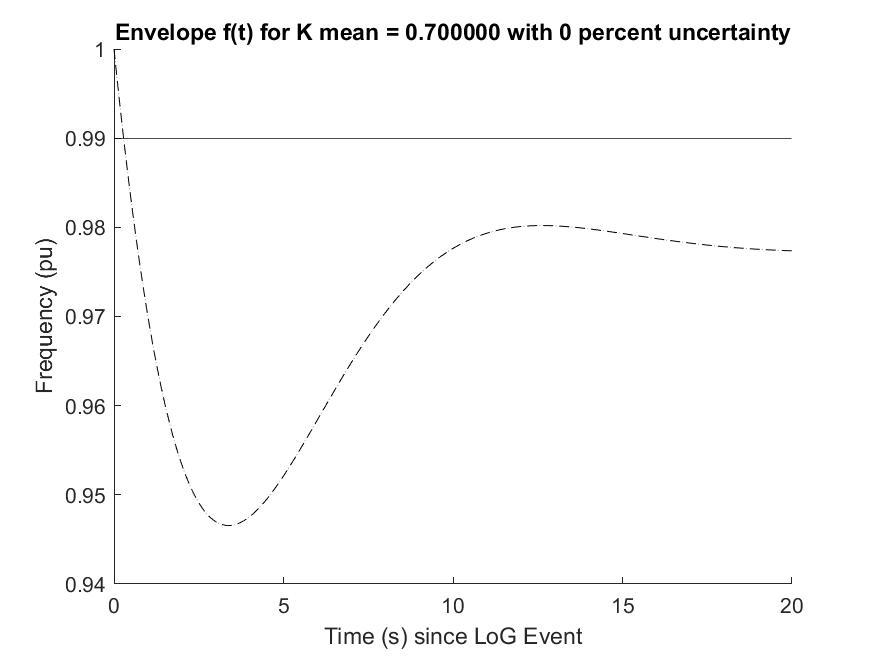 Envelope f(t) for K mean = 0.700000 with 0 percent uncertainty
1
0.99
0.98
0.97
0.96
0.95
0.94
Frequency (pu)
0 5 10 15 20
Time (s) since LoG Event